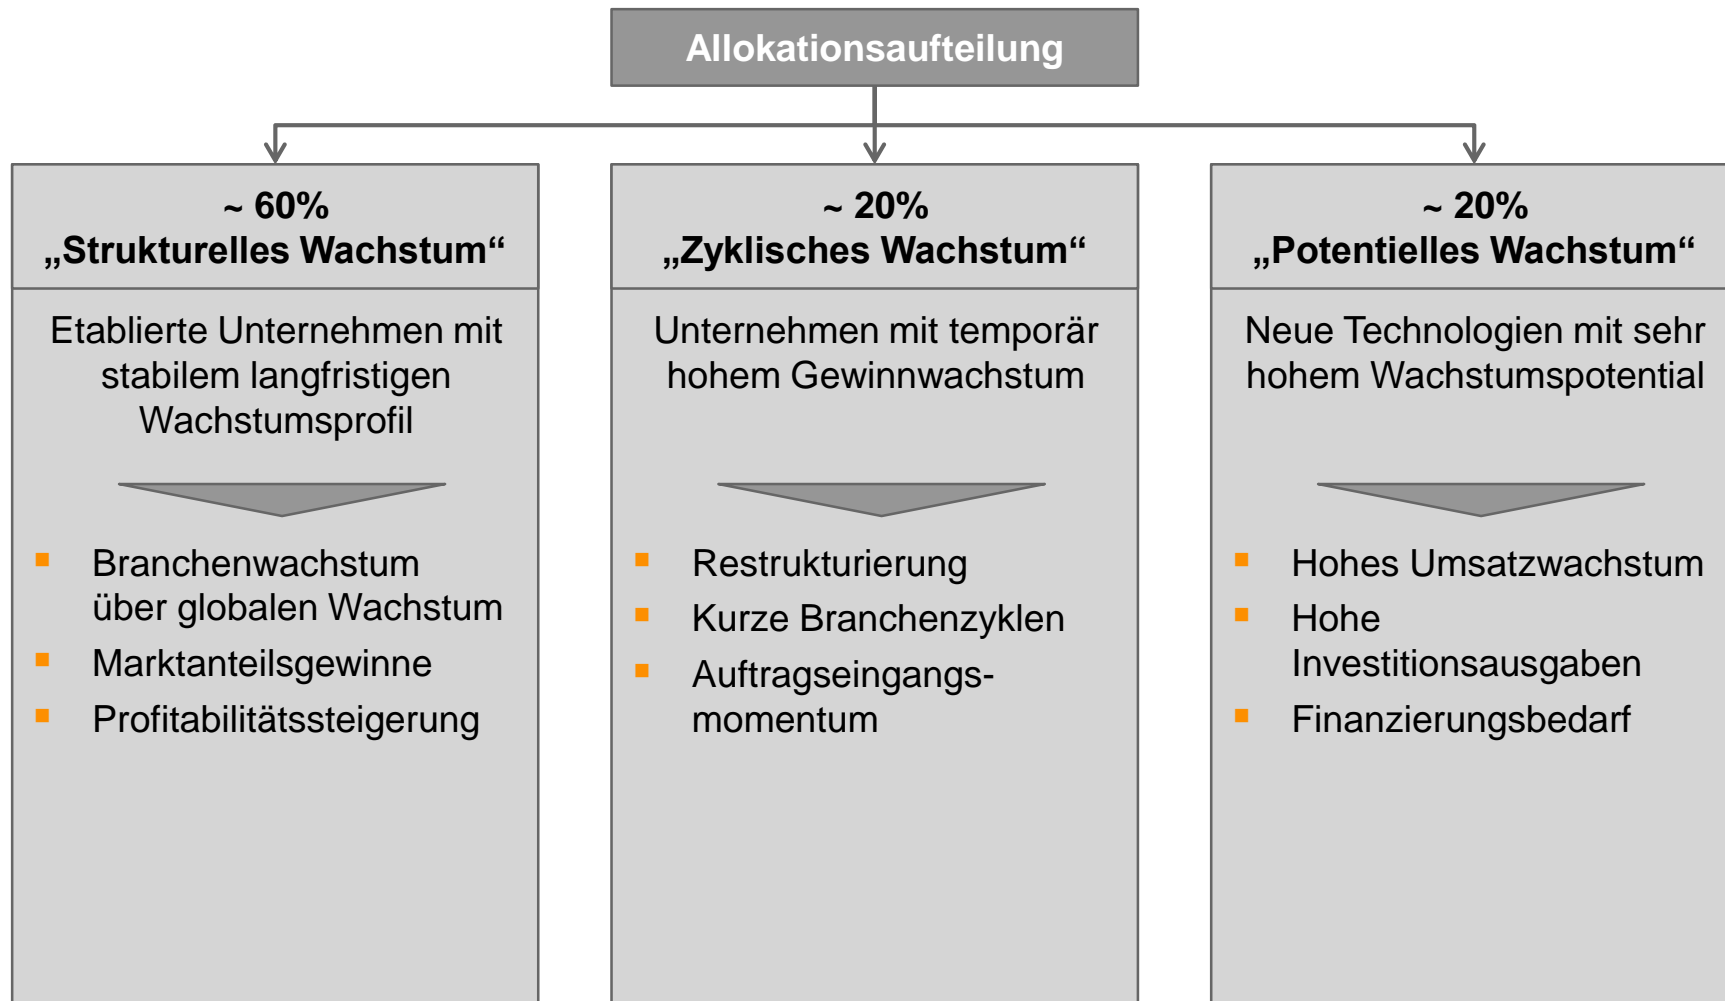 Allokationsaufteilung
~ 60%
„Strukturelles Wachstum“
Etablierte Unternehmen mit
stabilem langfristigen
Wachstumsprofil
Branchenwachstum
über globalen Wachstum
Marktanteilsgewinne
Profitabilitätssteigerung
~ 20%
„Zyklisches Wachstum“
Unternehmen mit temporär
hohem Gewinnwachstum
Restrukturierung
Kurze Branchenzyklen
Auftragseingangs-
momentum
~ 20%
„Potentielles Wachstum“
Neue Technologien mit sehr
hohem Wachstumspotential
Hohes Umsatzwachstum
Hohe
Investitionsausgaben
Finanzierungsbedarf